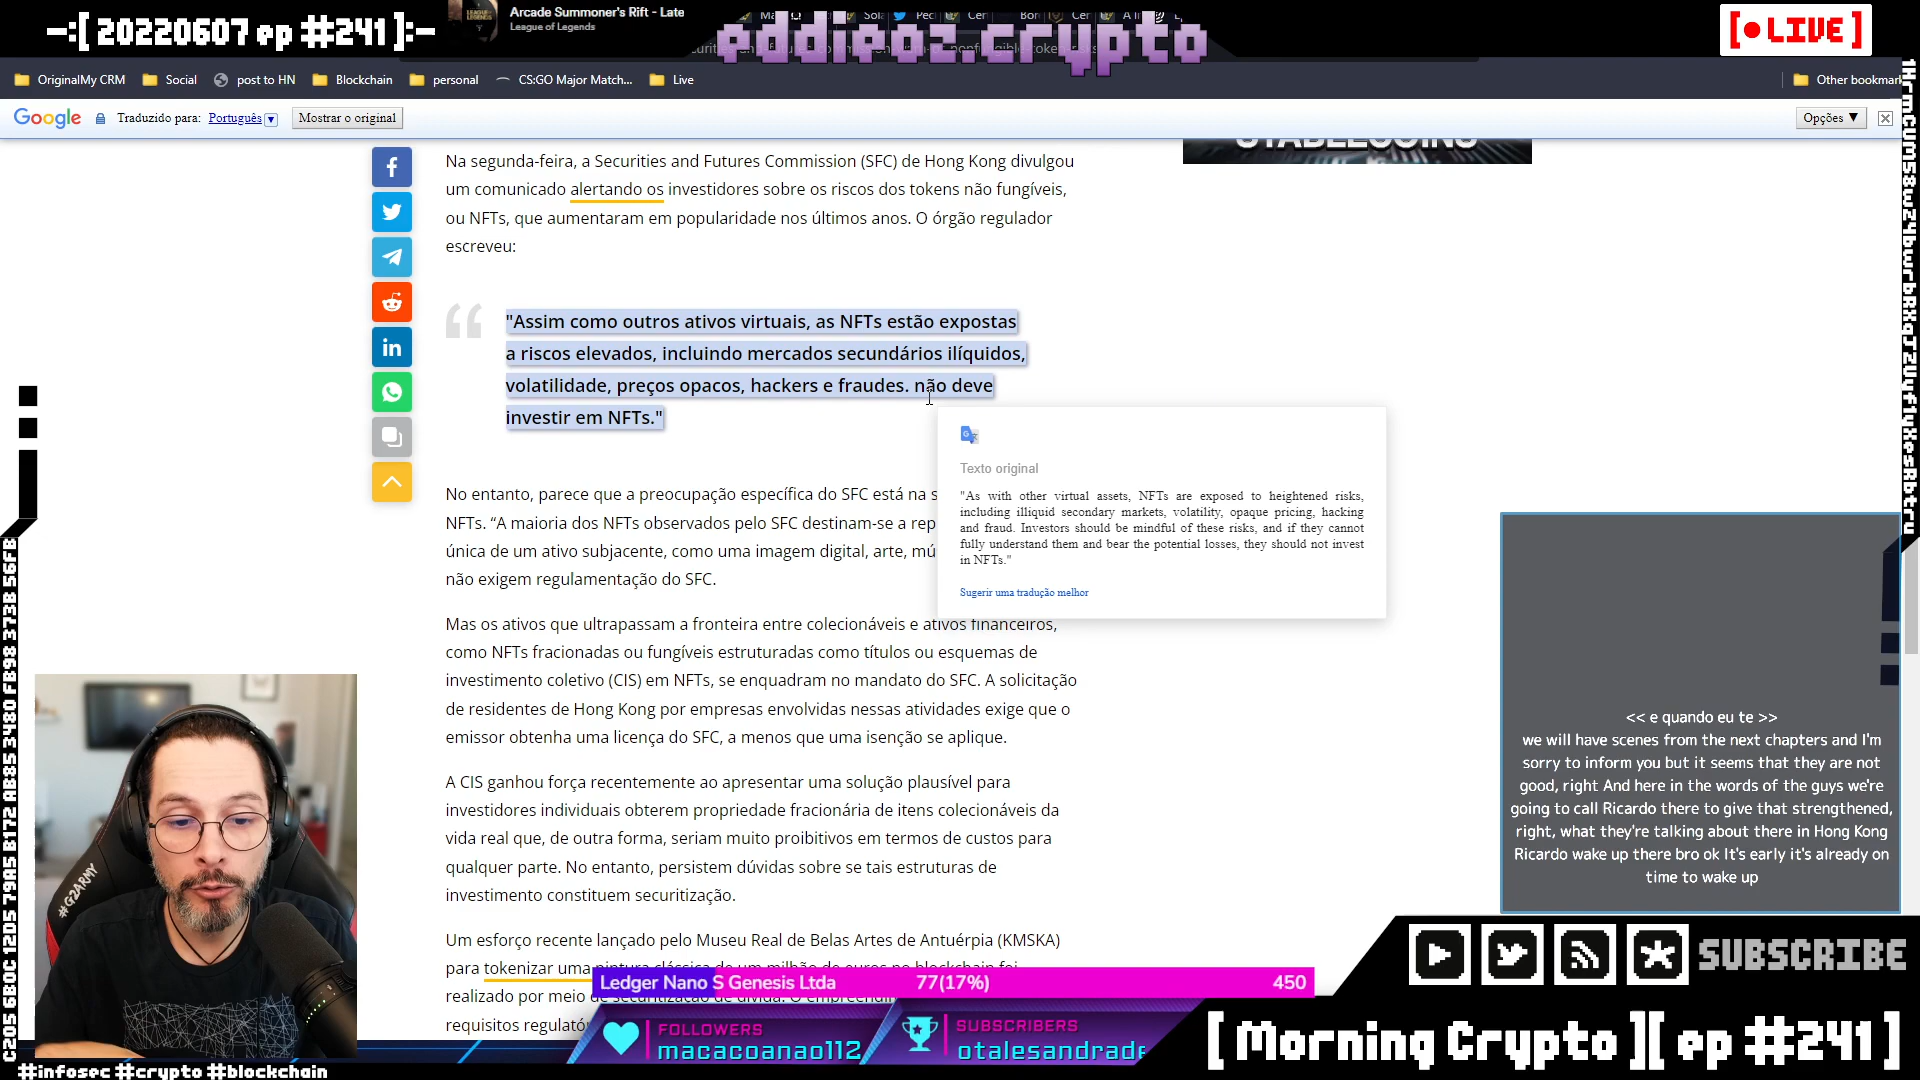 -:[ 20220607 ep #241 ]:-
Arcade Summoner's Rift - Late
League of Legends
eddieoz.crypto
[• LIVE]
OriginalMy CRM
Social
post to HN
Blockchain
personal
CS:GO Major Match...
Live
Other bookmark
Google
Traduzido para: Português
Mostrar o original
Opções ▼
Na segunda-feira, a Securities and Futures Commission (SFC) de Hong Kong divulgou
um comunicado alertando os investidores sobre os riscos dos tokens não fungíveis,
ou NFTs, que aumentaram em popularidade nos últimos anos. O órgão regulador
escreveu:
"Assim como outros ativos virtuais, as NFTs estão expostas
a riscos elevados, incluindo mercados secundários ilíquidos,
volatilidade, preços opacos, hackers e fraudes. não deve
investir em NFTs."
Texto original
"As with other virtual assets, NFTs are exposed to heightened risks,
including illiquid secondary markets, volatility, opaque pricing, hacking
and fraud. Investors should be mindful of these risks, and if they cannot
fully understand them and bear the potential losses, they should not invest
in NFTs."
Sugerir uma tradução melhor
No entanto, parece que a preocupação específica do SFC está na
NFTs. “A maioria dos NFTs observados pelo SFC destinam-se a
única de um ativo subjacente, como uma imagem digital, arte,
não exigem regulamentação do SFC.
Mas os ativos que ultrapassam a fronteira entre colecionáveis e ativos financeiros,
como NFTs fracionadas ou fungíveis estruturadas como títulos ou esquemas de
investimento coletivo (CIS) em NFTs, se enquadram no mandato do SFC. A solicitação
de residentes de Hong Kong por empresas envolvidas nessas atividades exige que o
emissor obtenha uma licença do SFC, a menos que uma isenção se aplique.
A CIS ganhou força recentemente ao apresentar uma solução plausível para
investidores individuais obterem propriedade fracionária de itens colecionáveis da
vida real que, de outra forma, seriam muito proibitivos em termos de custos para
qualquer parte. No entanto, persistem dúvidas sobre se tais estruturas de
investimento constituem securitização.
Um esforço recente lançado pelo Museu Real de Belas Artes de Antuérpia (KMSKA)
para tokenizar uma
realizado por meio
requisitos
<< e quando eu te >>
we will have scenes from the next chapters and I'm
sorry to inform you but it seems that they are not
good, right And here in the words of the guys we're
going to call Ricardo there to give that strengthened,
right, what they're talking about there in Hong Kong
Ricardo wake up there bro ok It's early it's already on
time to wake up
#G2ARMY
Ledger Nano S Genesis Ltda 77(17%) 450
FOLLOWERS
macacoanao112
SUBSCRIBERS
otalesandrade
SUBSCRIBE
[ Morning Crypto ][ ep #241 ]
#infosec #crypto #blockchain
C205 6B0C 12D5 79A5 B172 AB85 3480 FB98 373B 56FB